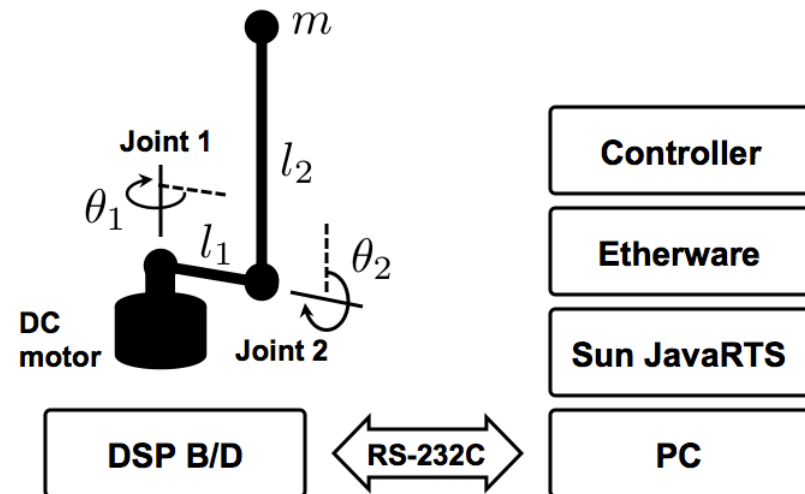 m
Joint 1
l₂
θ₁
l₁
θ₂
DC
motor
Joint 2
DSP B/D
RS-232C
Controller
Etherware
Sun JavaRTS
PC